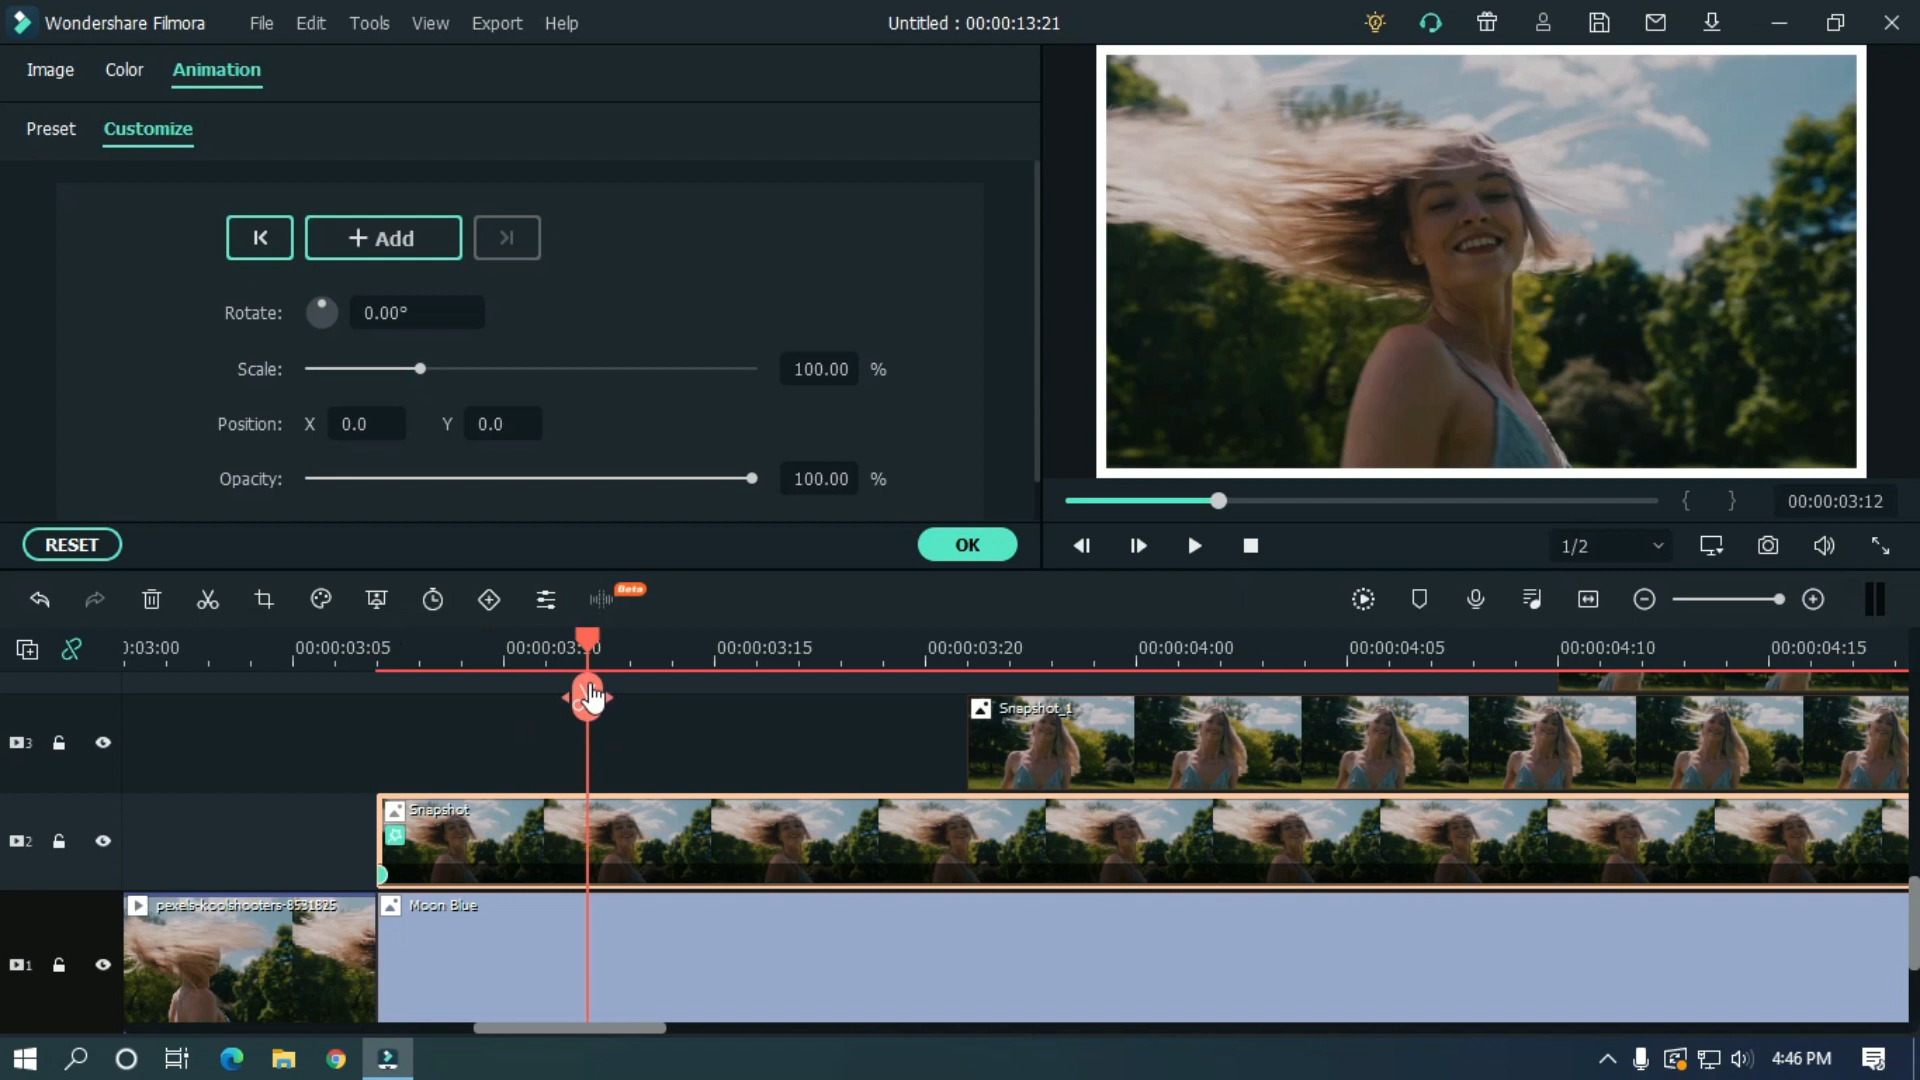 Wondershare Filmora File Edit Tools View Export Help Untitled : 00:00:13:21
Image Color Animation
Preset Customize
+ Add
Rotate: 0.00°
Scale: 100.00 %
Position: X 0.0 Y 0.0
Opacity: 100.00 %
{ } 00:00:03:12
RESET OK
1/2
Beta
00:00:03:05 00:00:03:15 00:00:03:20 00:00:04:00 00:00:04:05 00:00:04:10 00:00:04:15
Snapshot_1
3
Snapshot
2
pexels-koolshooters-8531825 Moon Blue
1
4:46 PM